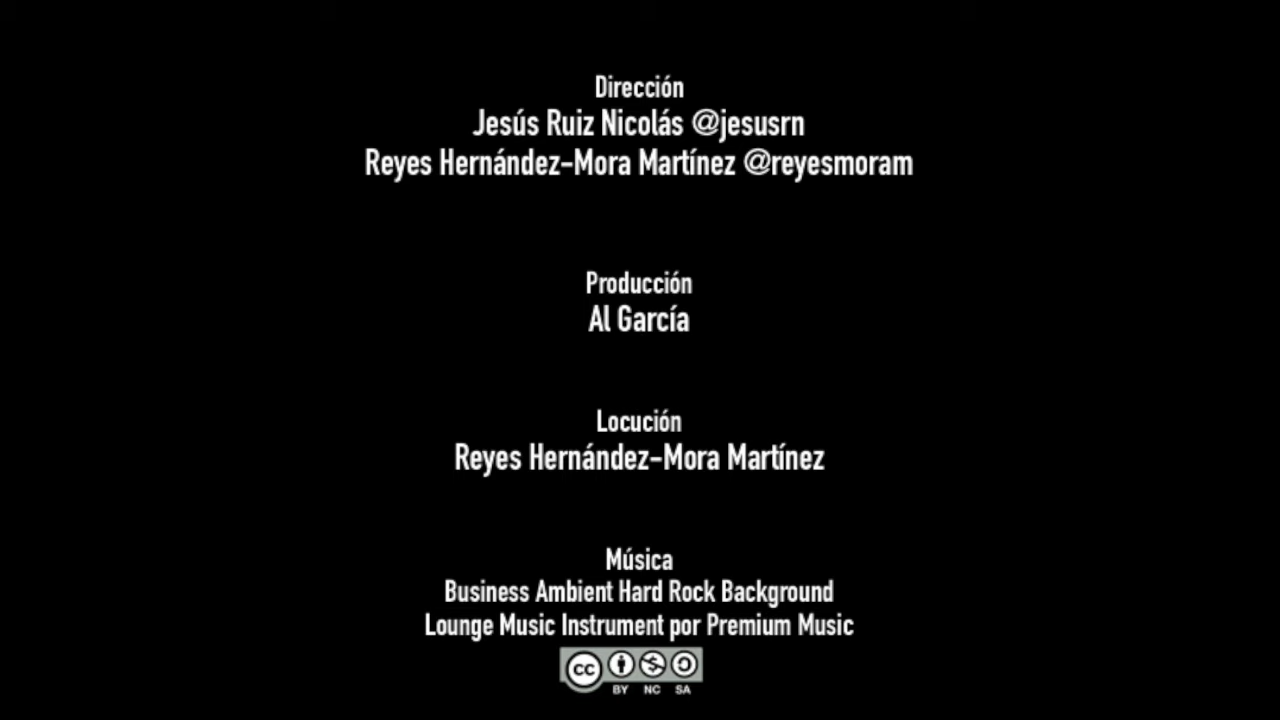 Dirección
Jesús Ruiz Nicolás @jesusrn
Reyes Hernández-Mora Martínez @reyesmoram
Producción
Al García
Locución
Reyes Hernández-Mora Martínez
Música
Business Ambient Hard Rock Background
Lounge Music Instrument por Premium Music
cc
BY NC SA